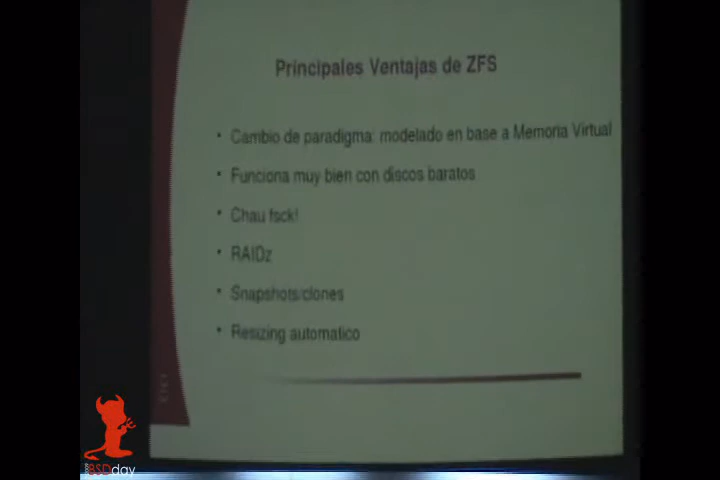 Principales Ventajas de ZFS
• Cambio de paradigma: modelado en base a Memoria Virtual
• Funciona muy bien con discos baratos
• Chau fsck!
• RAIDz
• Snapshots/clones
• Resizing automatico
BSDday